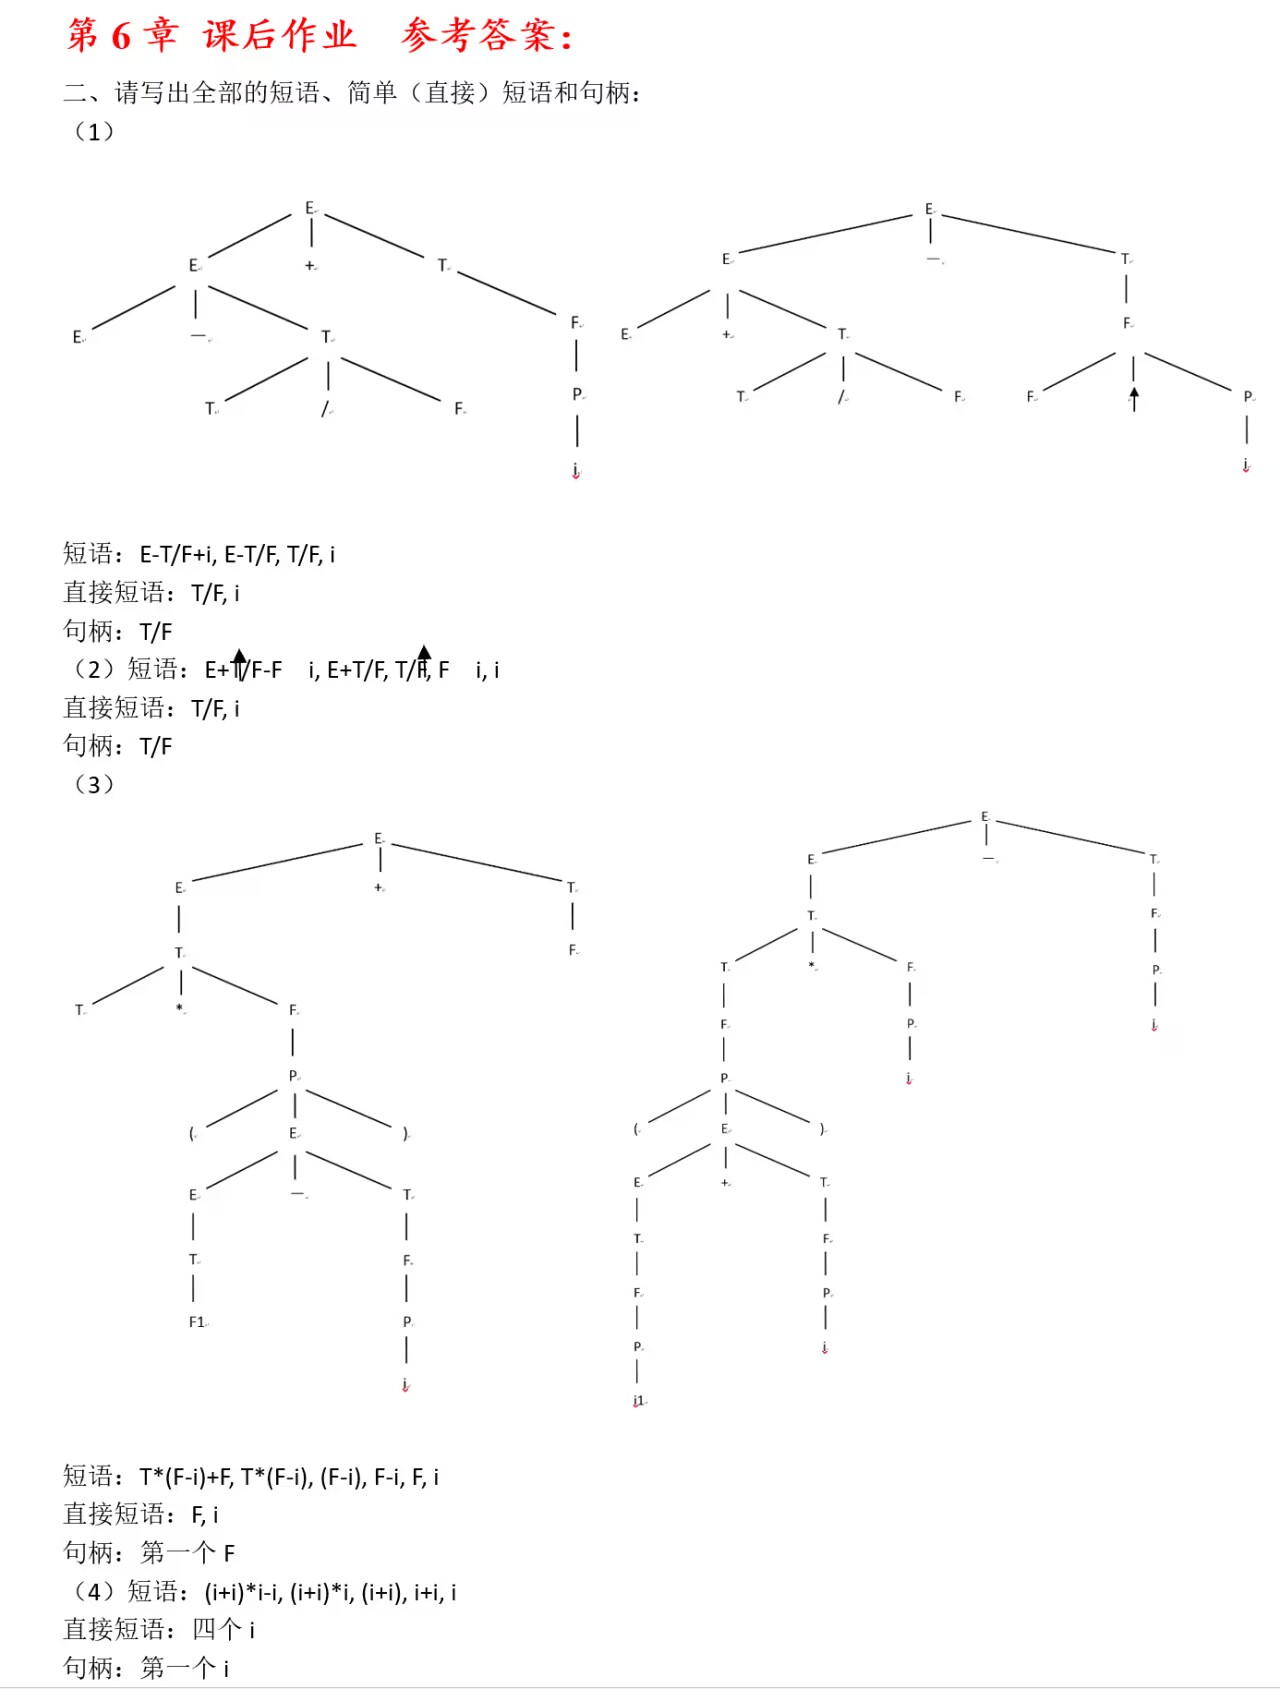 第 6 章 课后作业 参考答案：
二、请写出全部的短语、简单（直接）短语和句柄：
（1）
E
E + T
E — T F
T / F P
i
E
E — T
E + T F
T / F F ↑ P
i
短语：E-T/F+i, E-T/F, T/F, i
直接短语：T/F, i
句柄：T/F
（2）短语：E+T/F-F↑i, E+T/F, T/F, F↑i, i
直接短语：T/F, i
句柄：T/F
（3）
E
E + T
T F
T * F
P
( E )
E — T
T F
F1 P
i
E
E — T
T F
T * F P
F P i
P i
( E )
E + T
T F
F P
P i
i1
短语：T*(F-i)+F, T*(F-i), (F-i), F-i, F, i
直接短语：F, i
句柄：第一个 F
（4）短语：(i+i)*i-i, (i+i)*i, (i+i), i+i, i
直接短语：四个 i
句柄：第一个 i